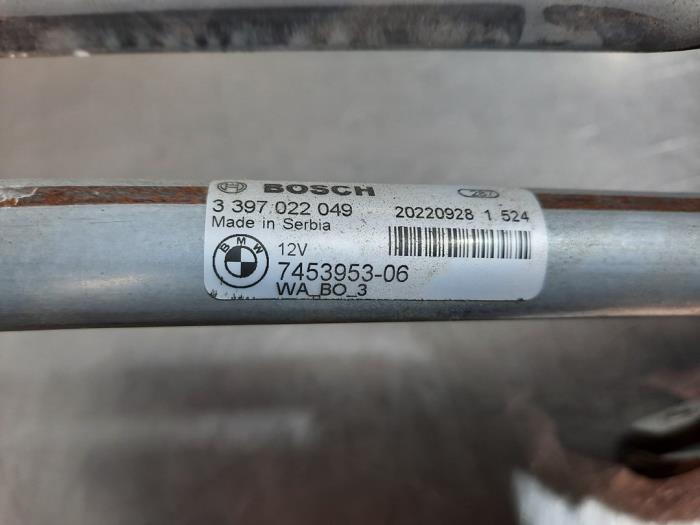 BOSCH
3 397 022 049
20220928 1 524
Made in Serbia
BMW
12V
7453953-06
WA_BO_3